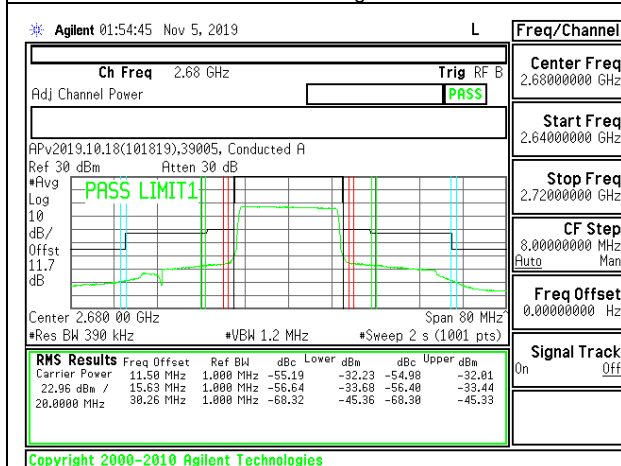 Agilent 01:54:45 Nov 5, 2019 L
Freq/Channel
Ch Freq 2.68 GHz Trig RF B
Adj Channel Power PASS
Center Freq
2.68000000 GHz
Start Freq
2.64000000 GHz
Stop Freq
2.72000000 GHz
CF Step
8.00000000 MHz
Auto Man
Freq Offset
0.00000000 Hz
Signal Track
On Off
APv2019.10.18(101819),39005, Conducted A
Ref 30 dBm Atten 30 dB
#Avg
Log
10
dB/
Offst
11.7
dB
PASS LIMIT1
Center 2.680 00 GHz Span 80 MHz
#Res BW 390 kHz #VBW 1.2 MHz #Sweep 2 s (1001 pts)
RMS Results Freq Offset Ref BW dBc Lower dBm dBc Upper dBm
Carrier Power 11.50 MHz 1.000 MHz -55.19 -32.23 -54.98 -32.01
22.96 dBm / 15.63 MHz 1.000 MHz -56.64 -33.68 -56.40 -33.44
20.0000 MHz 30.26 MHz 1.000 MHz -68.32 -45.36 -68.30 -45.33
Copyright 2000-2010 Agilent Technologies